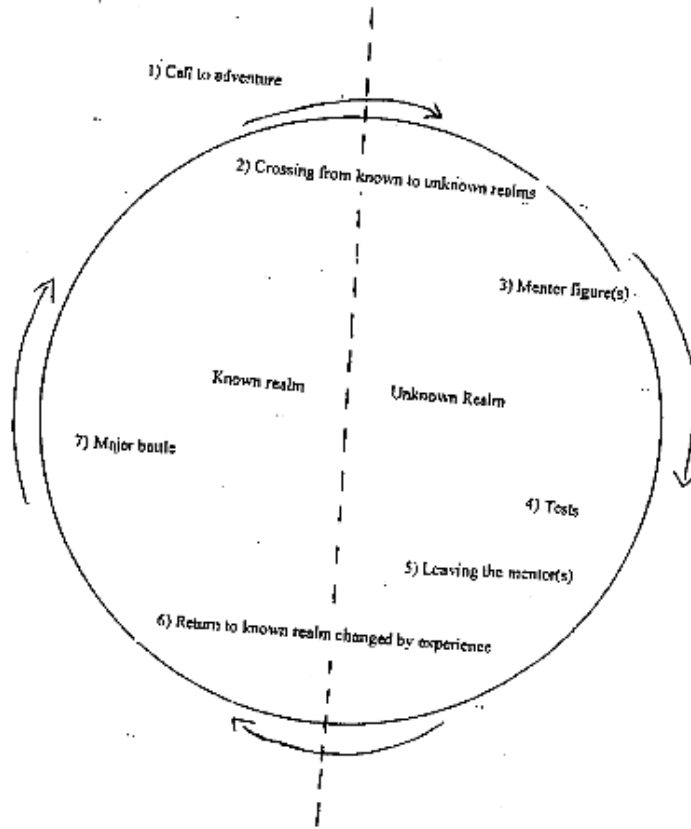 1) Call to adventure
2) Crossing from known to unknown realms
3) Mentor figure(s)
Known realm
Unknown Realm
7) Major battle
4) Tests
5) Leaving the mentor(s)
6) Return to known realm changed by experience